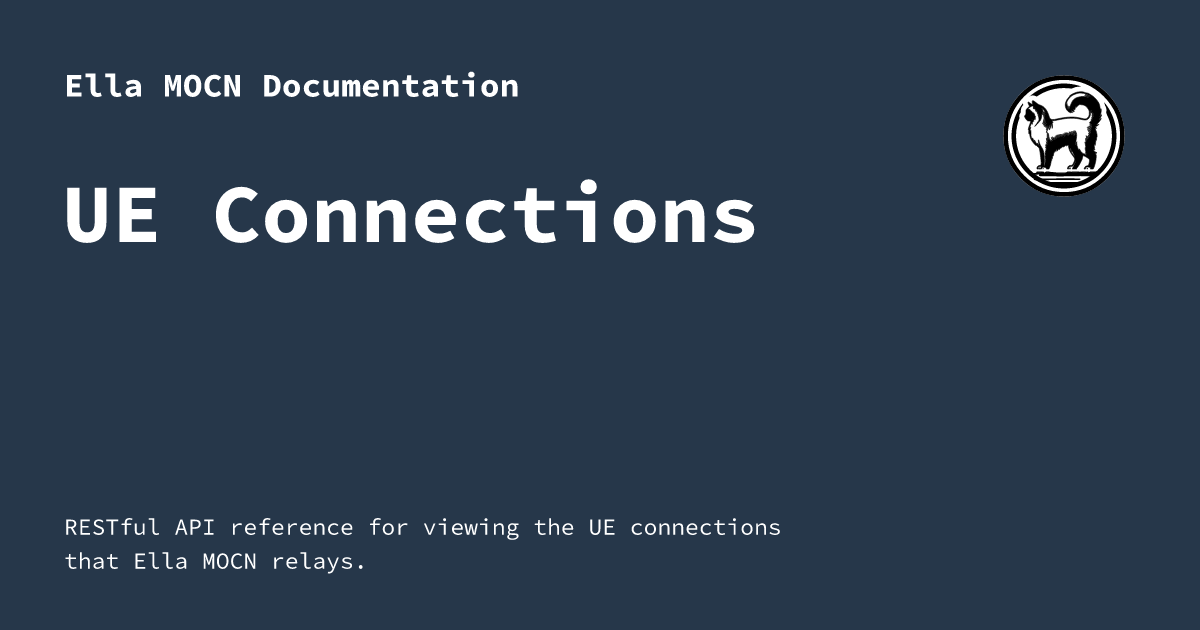 Ella MOCN Documentation
UE Connections
RESTful API reference for viewing the UE connections
that Ella MOCN relays.